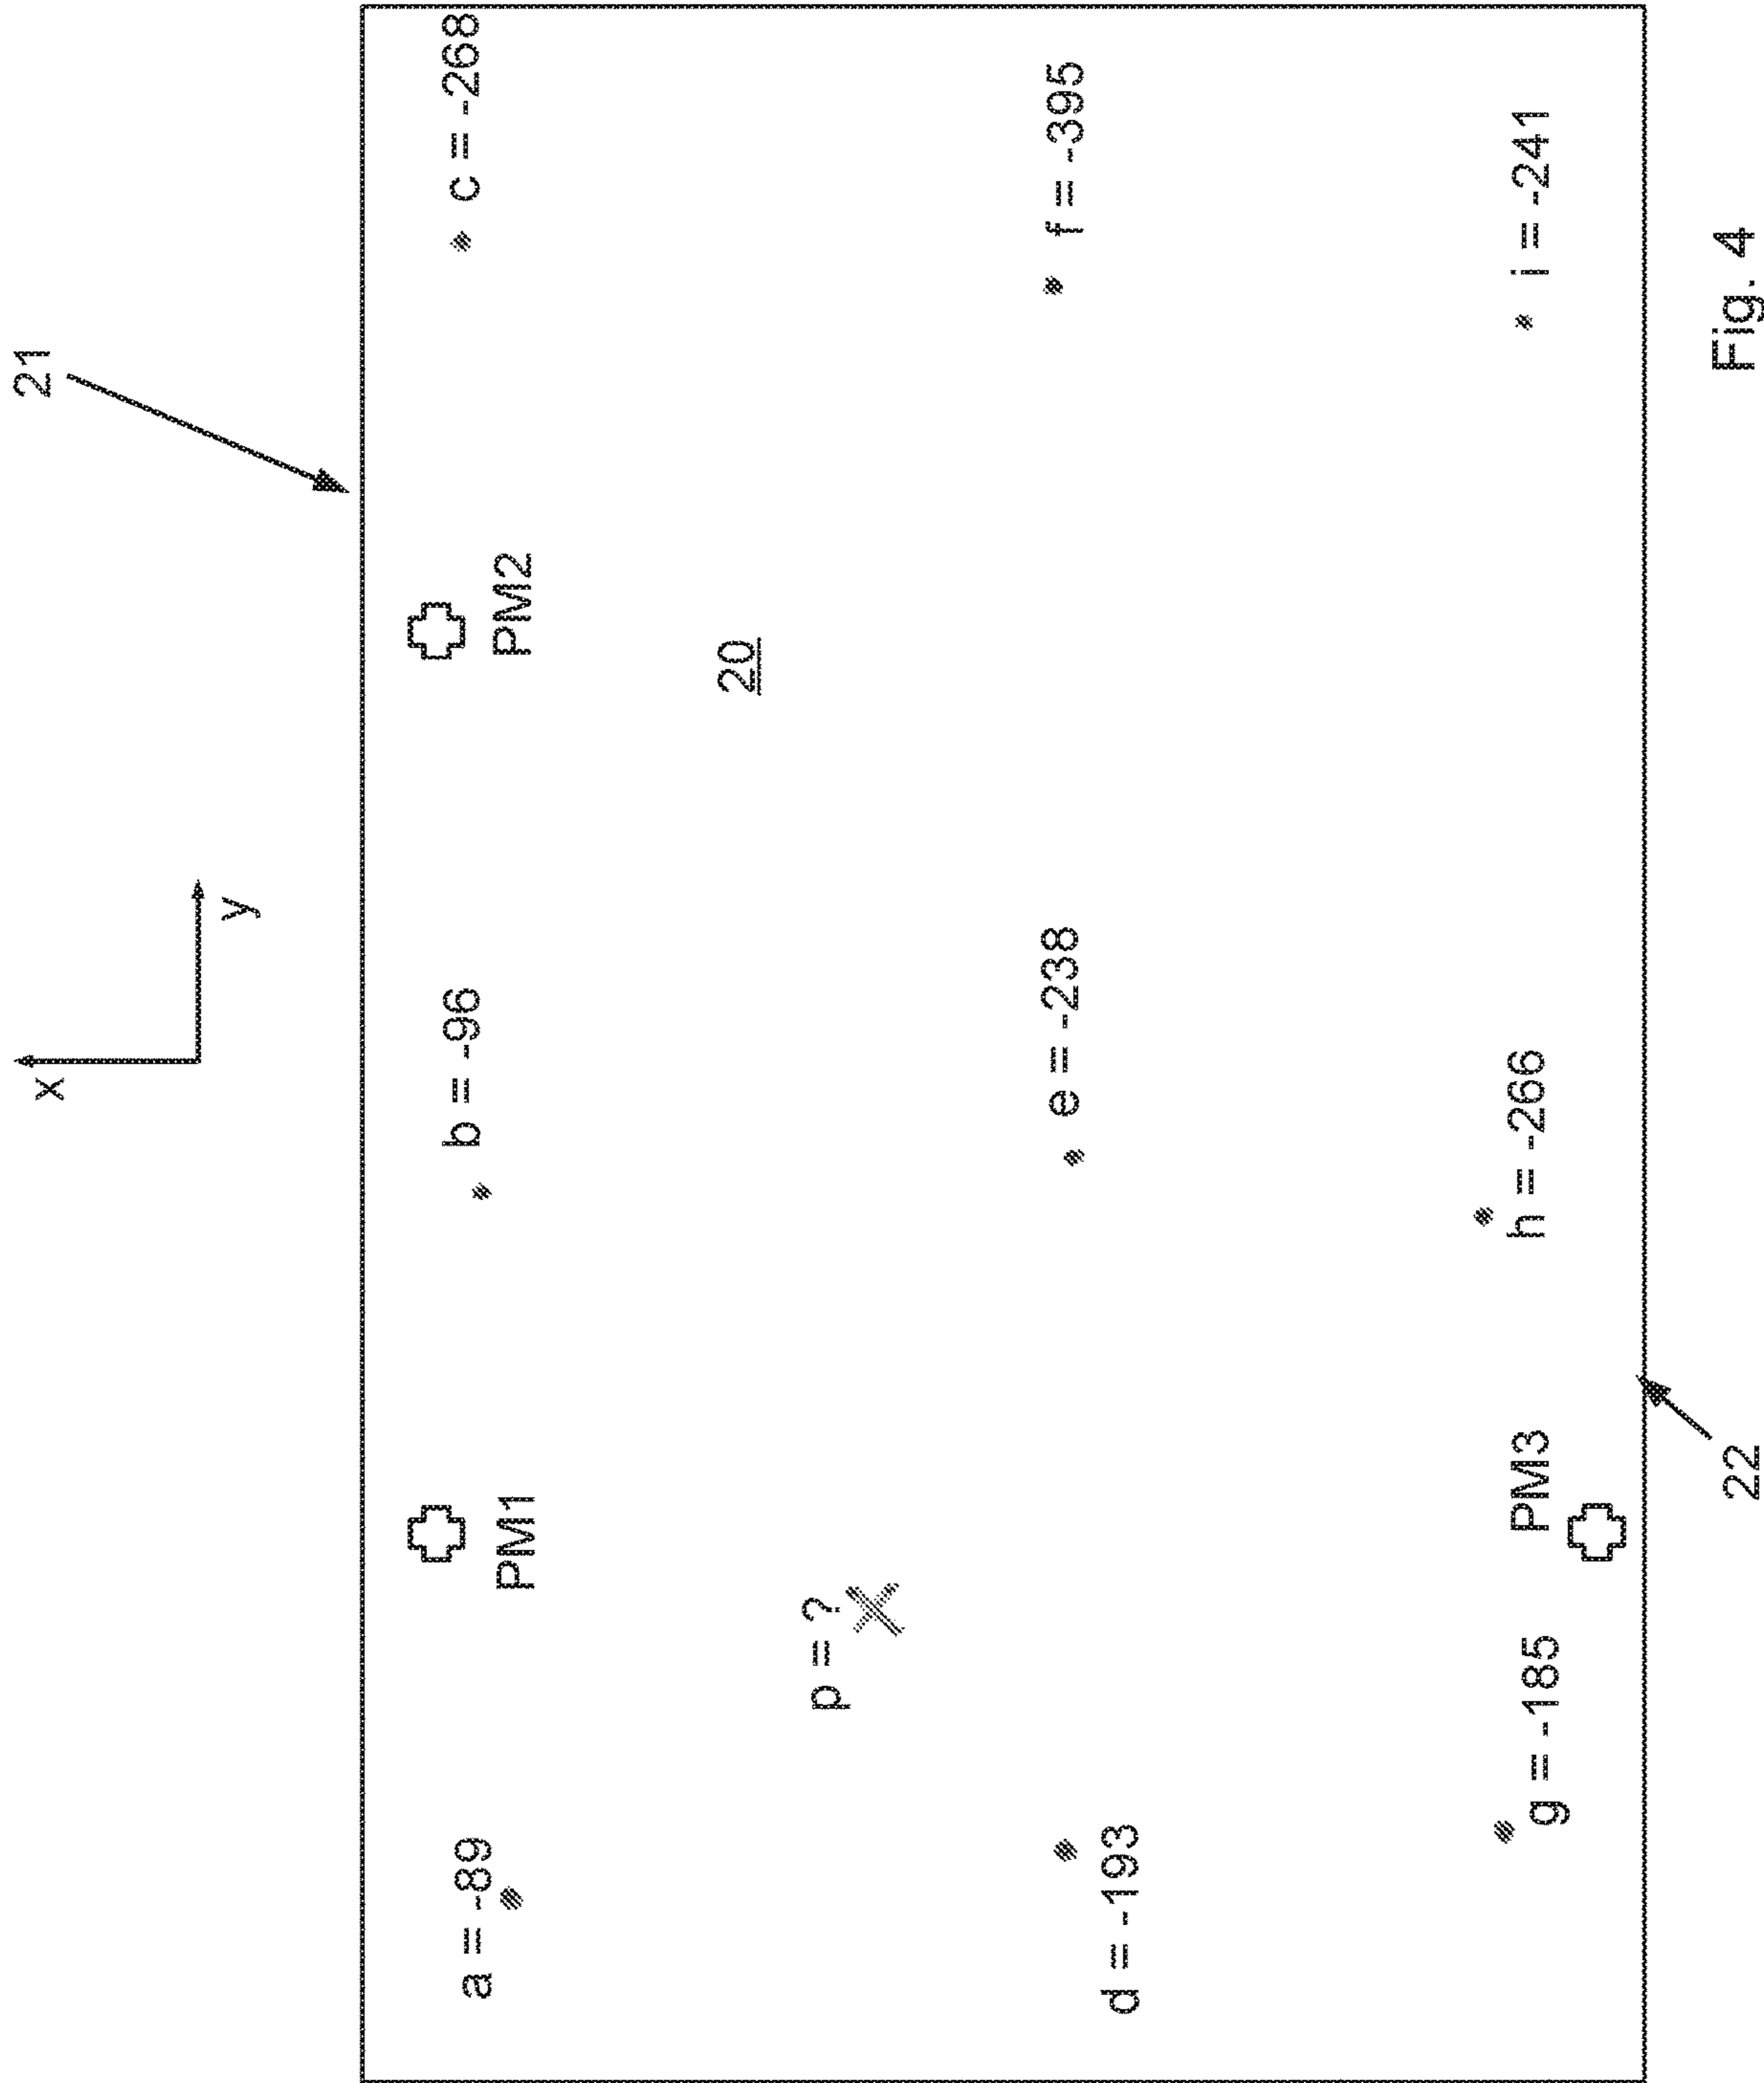 21
x
y
a = -89
b = -96
c = -268
PM1
PM2
20
p = ?
d = -193
e = -238
f = -395
g = -185
PM3
h = -266
i = -241
22
Fig. 4